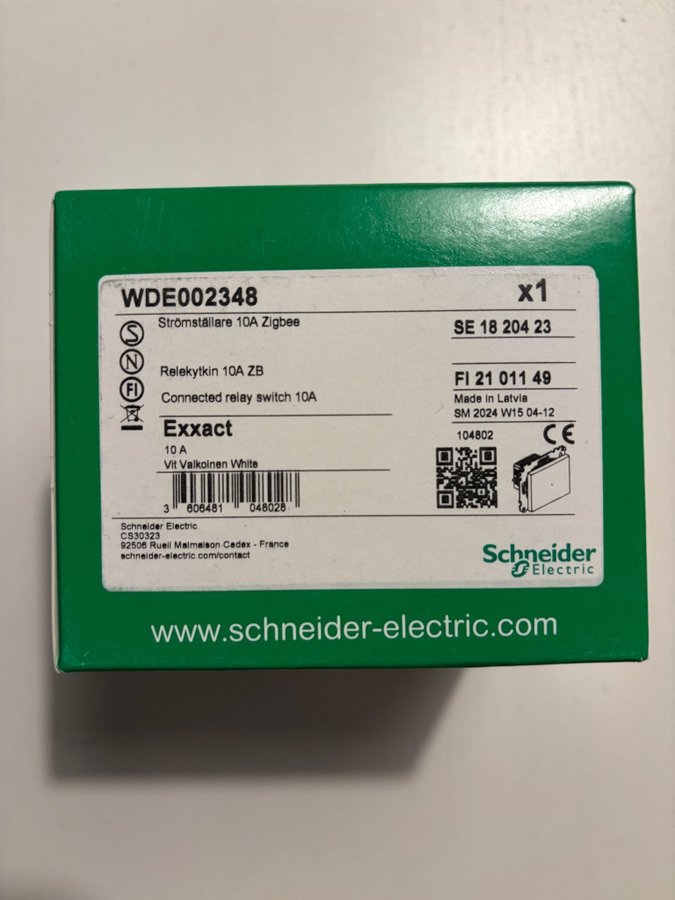 WDE002348
x1
Strömställare 10A Zigbee
SE 18 204 23
S
N
FI
Relekytkin 10A ZB
FI 21 011 49
Connected relay switch 10A
Made in Latvia
SM 2024 W15 04-12
Exxact
104802
CE
10 A
Vit Valkoinen White
3 606481 048028
Schneider Electric
CS30323
92506 Rueil Malmaison Cedex - France
schneider-electric.com/contact
Schneider
Electric
www.schneider-electric.com